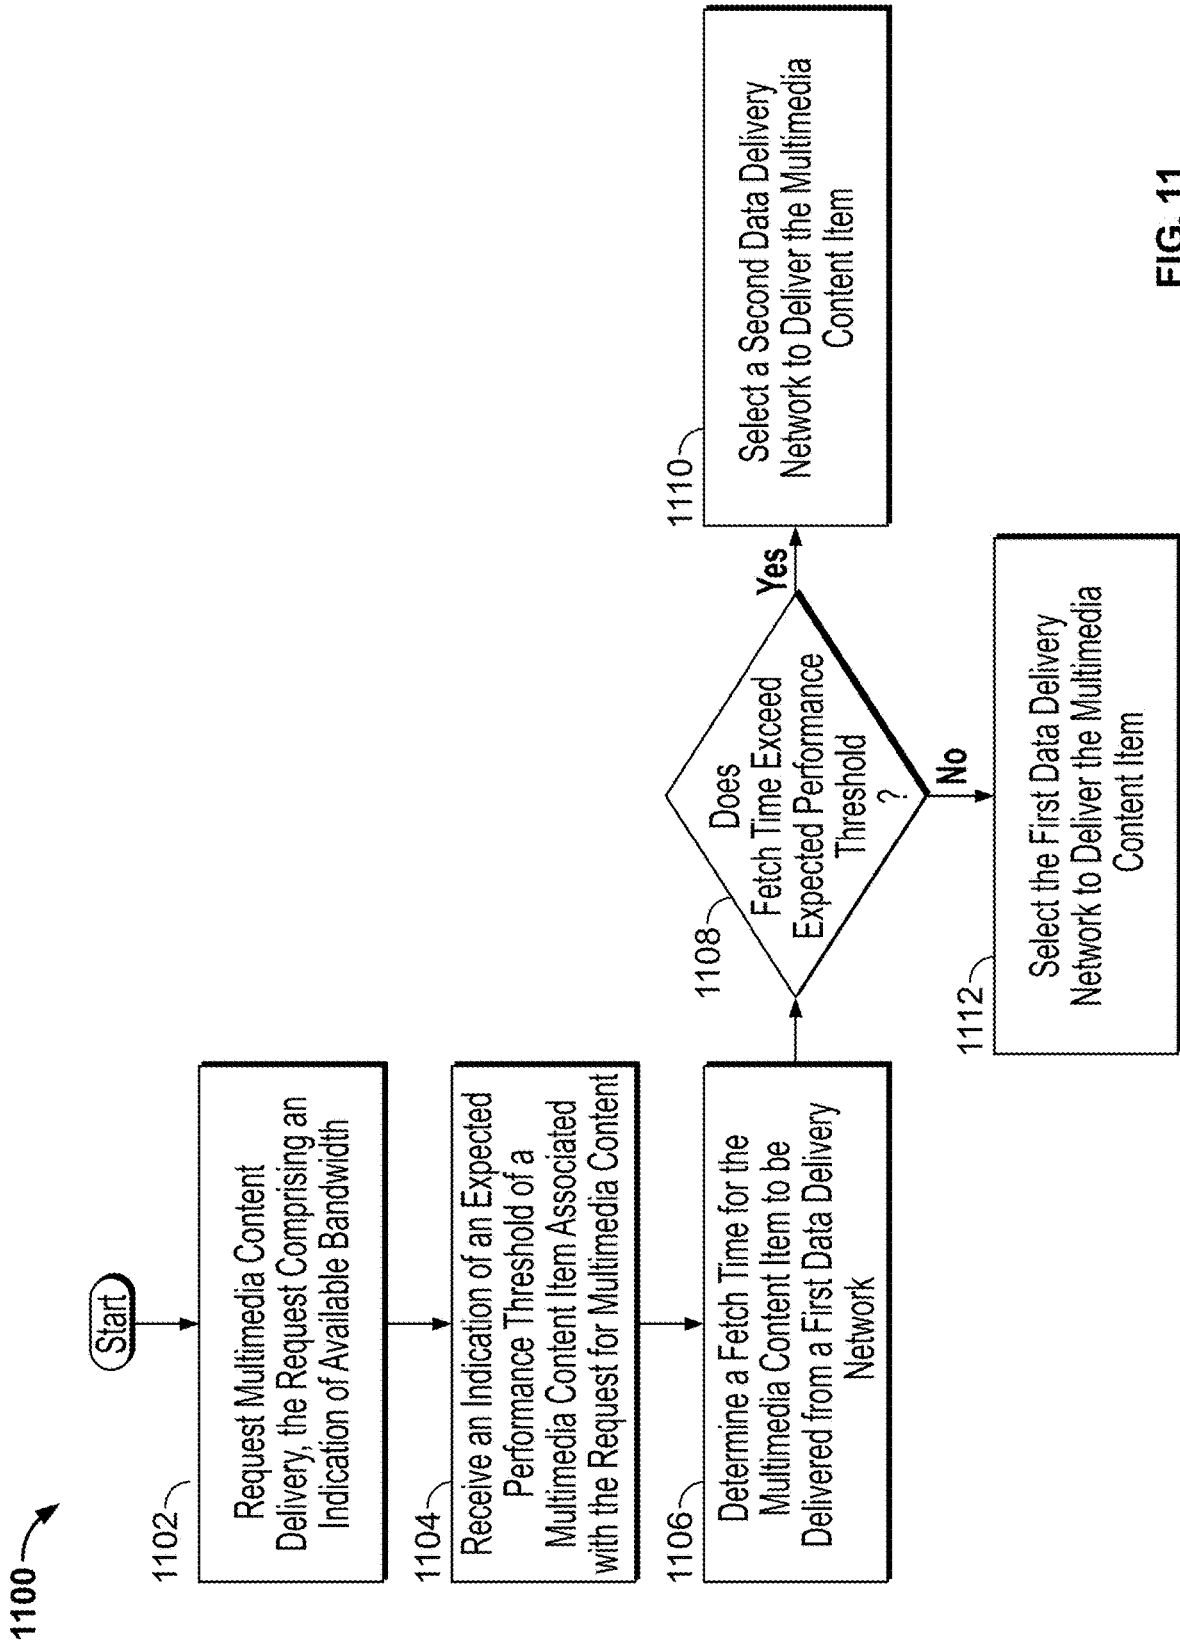 1100
Start
1102
Request Multimedia Content
Delivery, the Request Comprising an
Indication of Available Bandwidth
1104
Receive an Indication of an Expected
Performance Threshold of a
Multimedia Content Item Associated
with the Request for Multimedia Content
1106
Determine a Fetch Time for the
Multimedia Content Item to be
Delivered from a First Data Delivery
Network
1108
Does
Fetch Time Exceed
Expected Performance
Threshold
?
Yes
No
1110
Select a Second Data Delivery
Network to Deliver the Multimedia
Content Item
1112
Select the First Data Delivery
Network to Deliver the Multimedia
Content Item
FIG. 11